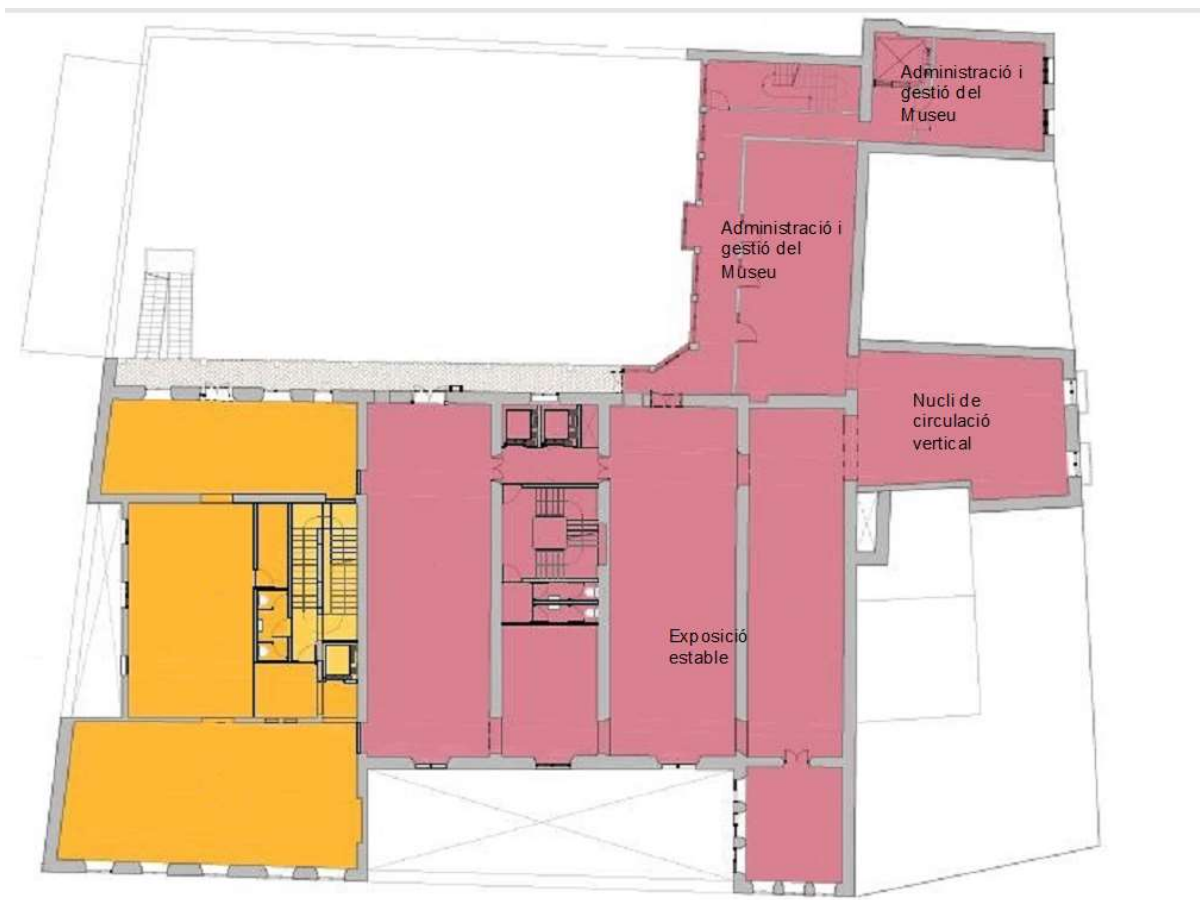 Administració i
gestió del
Museu
Administració i
gestió del
Museu
Nucli de
circulació
vertical
Exposició
estable